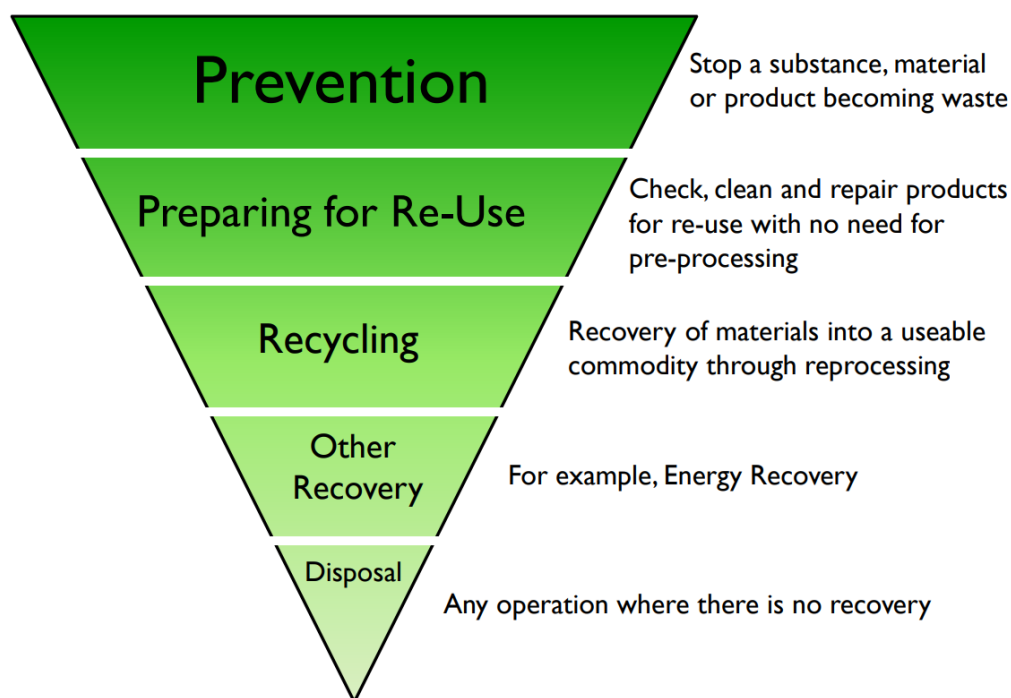 Prevention
Stop a substance, material
or product becoming waste
Preparing for Re-Use
Check, clean and repair products
for re-use with no need for
pre-processing
Recycling
Recovery of materials into a useable
commodity through reprocessing
Other
Recovery
For example, Energy Recovery
Disposal
Any operation where there is no recovery